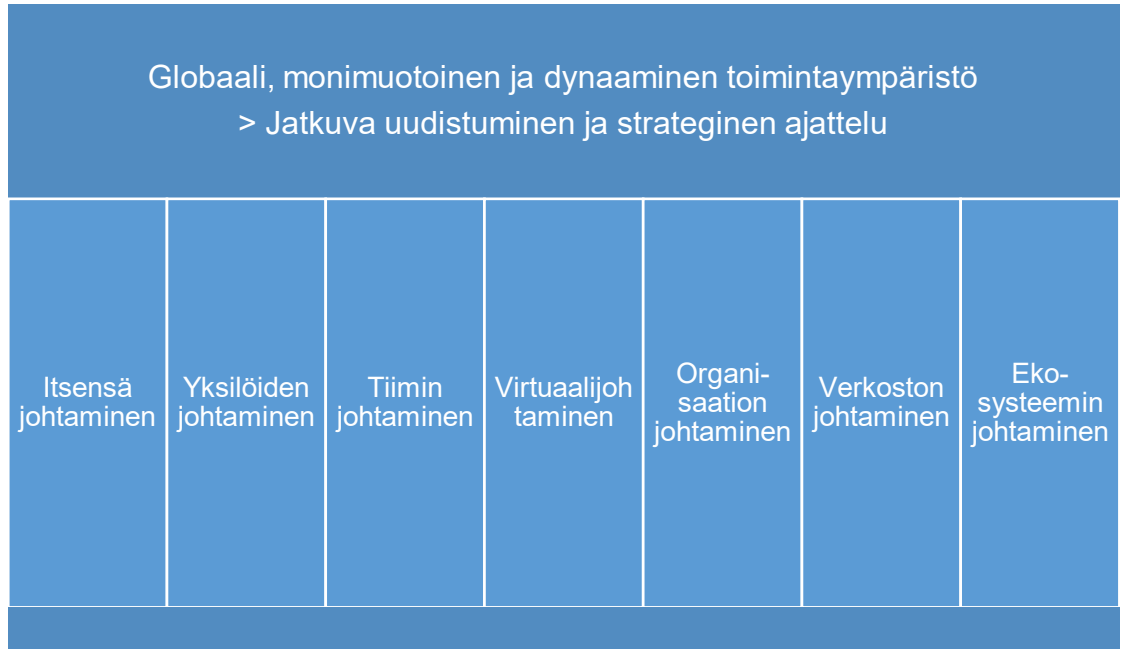 Globaali, monimuotoinen ja dynaaminen toimintaympäristö
> Jatkuva uudistuminen ja strateginen ajattelu
Itsensä
johtaminen
Yksilöiden
johtaminen
Tiimin
johtaminen
Virtuaalijoh
taminen
Organi-
saation
johtaminen
Verkoston
johtaminen
Eko-
systeemin
johtaminen